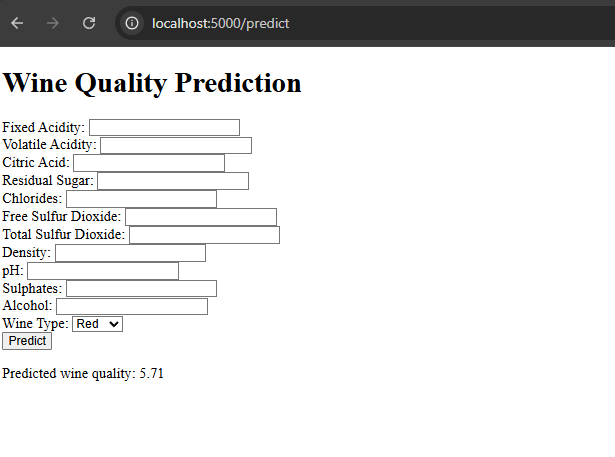 localhost:5000/predict
Wine Quality Prediction
Fixed Acidity:
Volatile Acidity:
Citric Acid:
Residual Sugar:
Chlorides:
Free Sulfur Dioxide:
Total Sulfur Dioxide:
Density:
pH:
Sulphates:
Alcohol:
Wine Type: Red
Predict
Predicted wine quality: 5.71